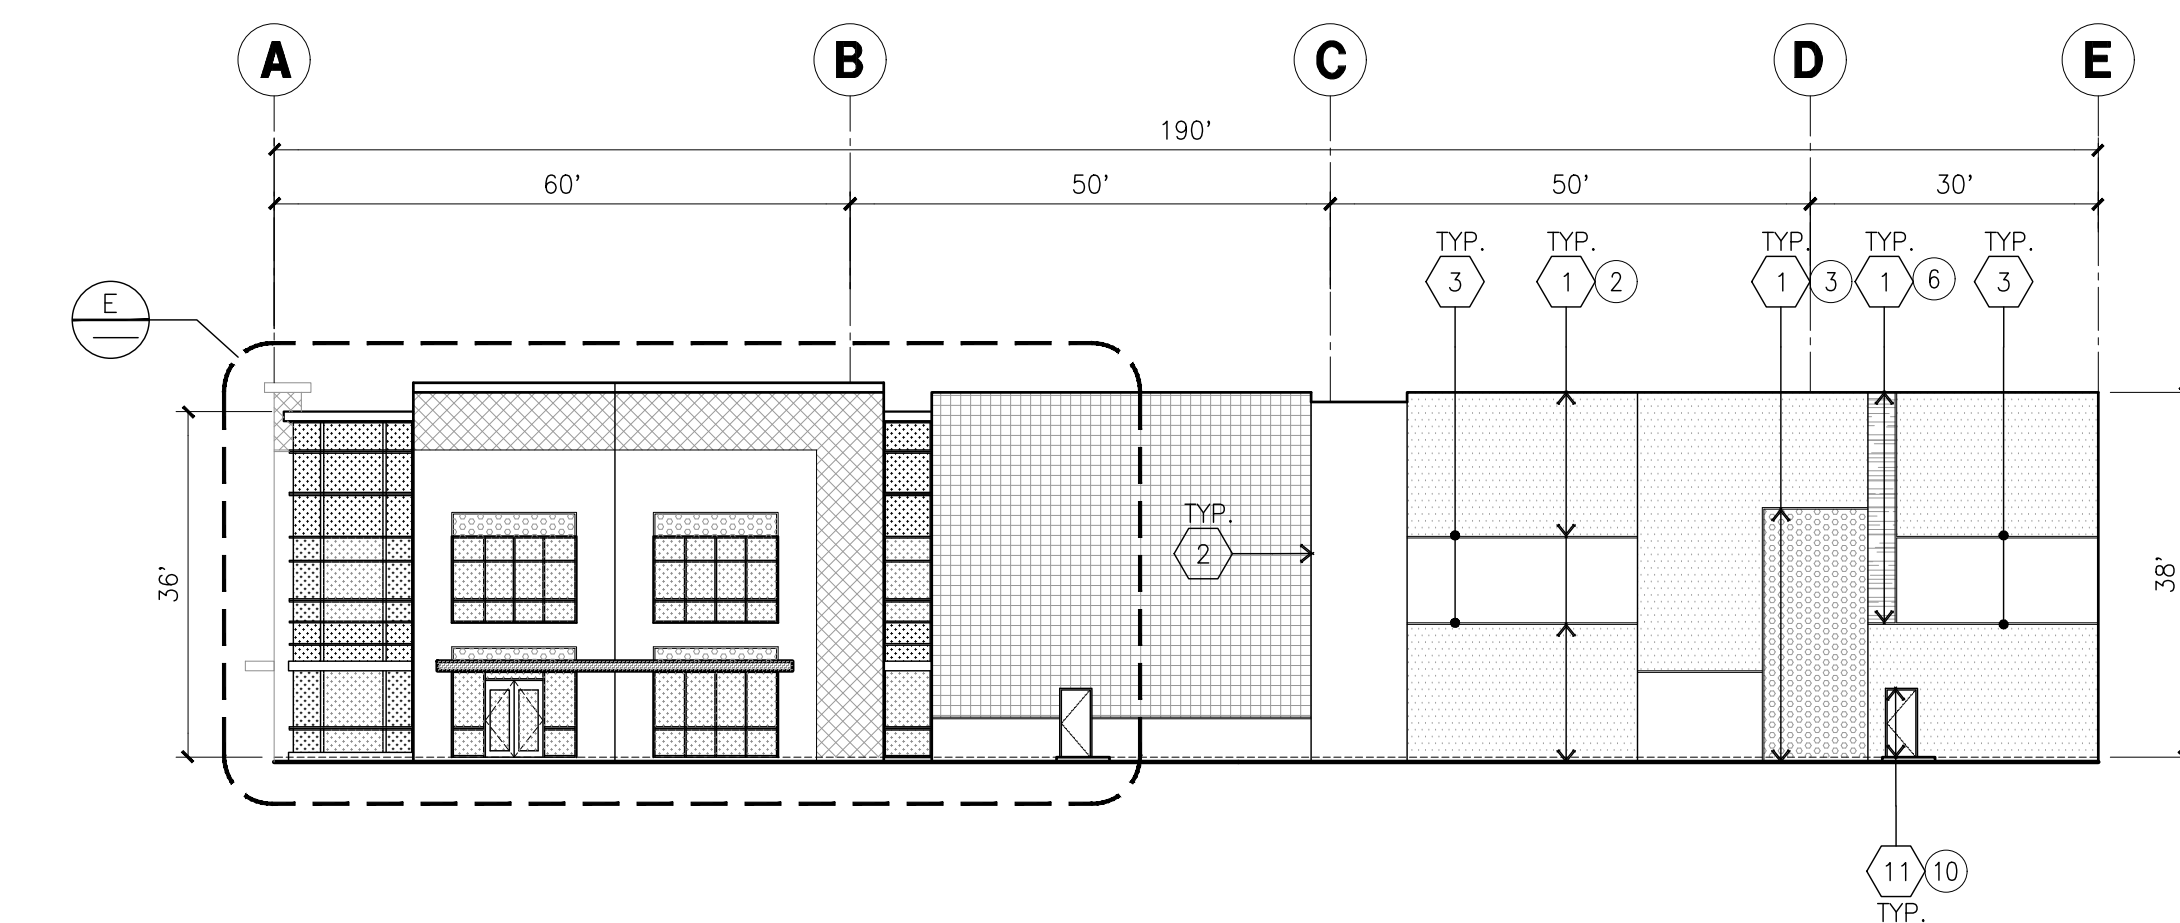 A B C D E
190'
60' 50' 50' 30'
TYP. TYP. TYP. TYP. TYP.
3 1 2 1 3 1 6 3
E
TYP.
2
36'
38'
11 10
TYP.